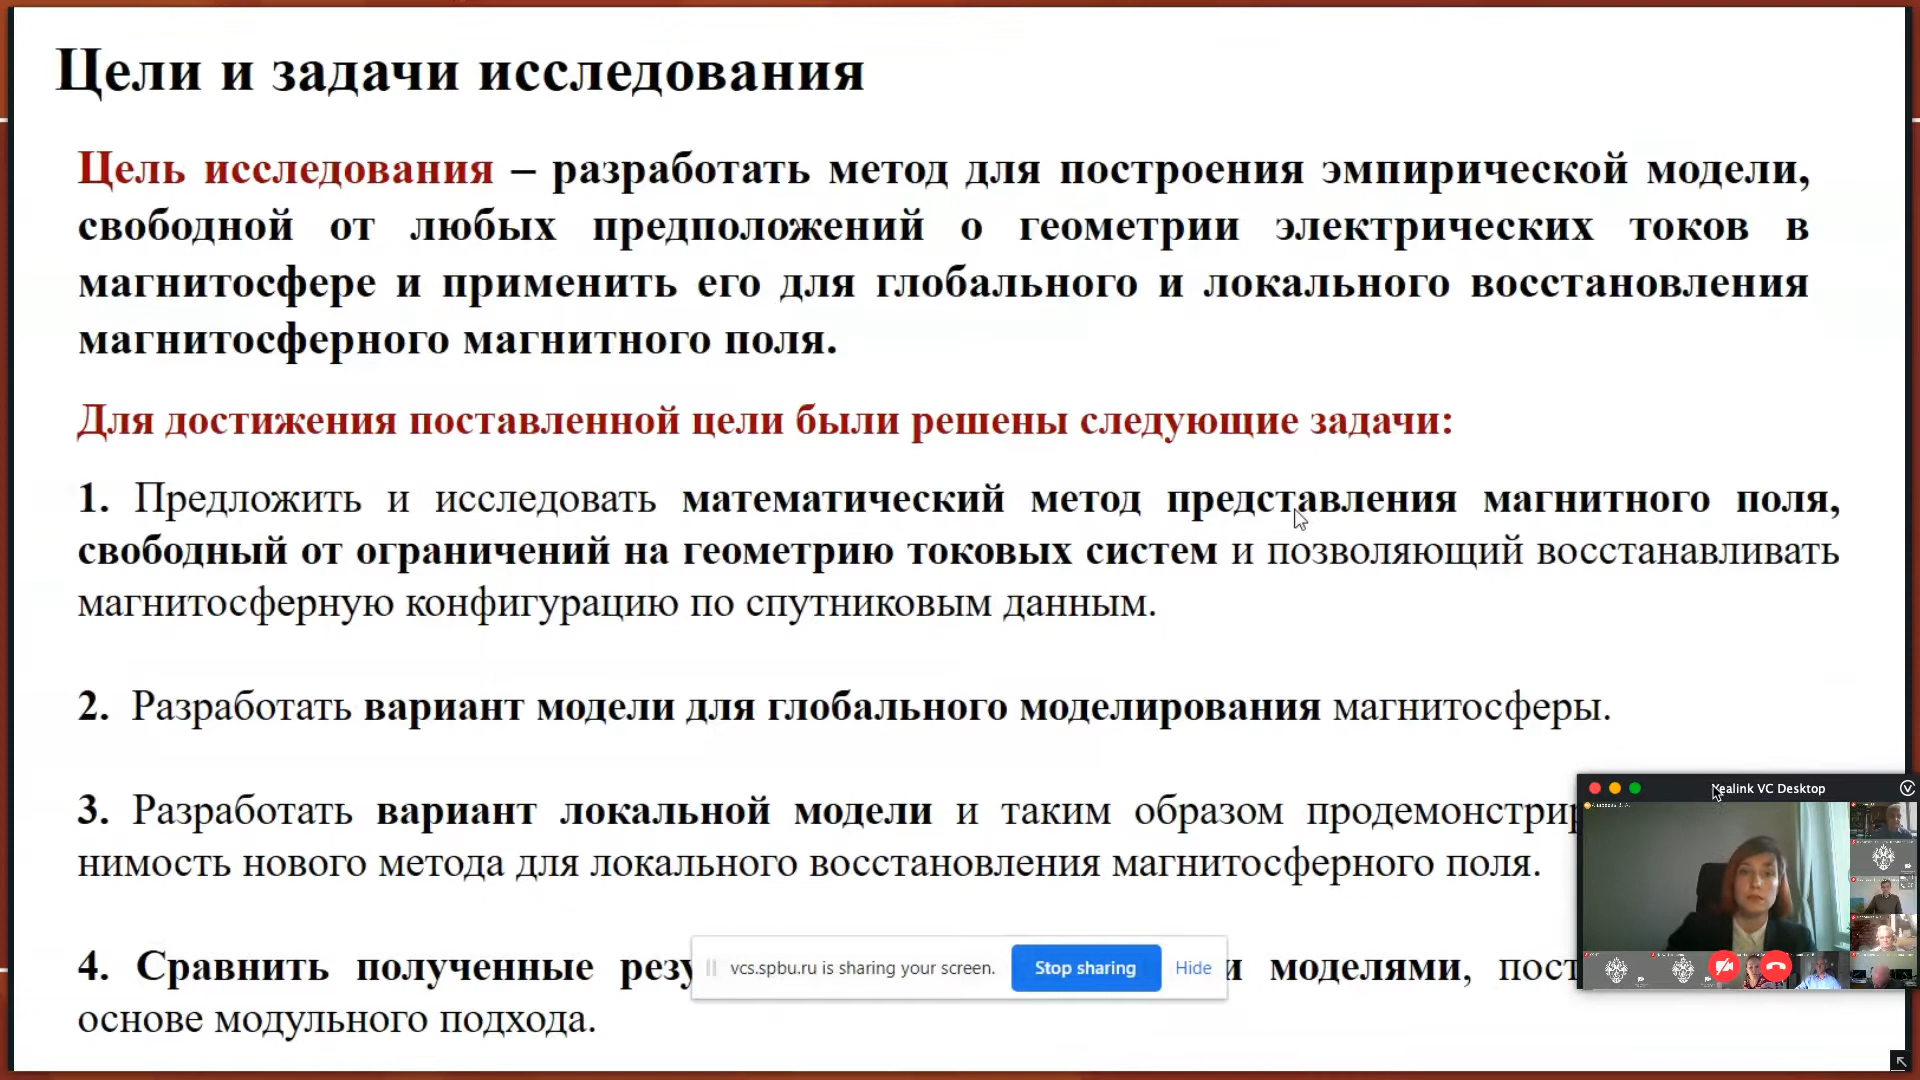 Цели и задачи исследования
Цель исследования – разработать метод для построения эмпирической модели,
свободной от любых предположений о геометрии электрических токов в
магнитосфере и применить его для глобального и локального восстановления
магнитосферного магнитного поля.
Для достижения поставленной цели были решены следующие задачи:
1. Предложить и исследовать математический метод представления магнитного поля,
свободный от ограничений на геометрию токовых систем и позволяющий восстанавливать
магнитосферную конфигурацию по спутниковым данным.
2. Разработать вариант модели для глобального моделирования магнитосферы.
3. Разработать вариант локальной модели и таким образом
нимость нового метода для локального восстановления магнитосферного поля.
4. Сравнить полученные и моделями,
основе модульного подхода.
vcs.spbu.ru is sharing your screen.
Stop sharing
Hide
VC Desktop